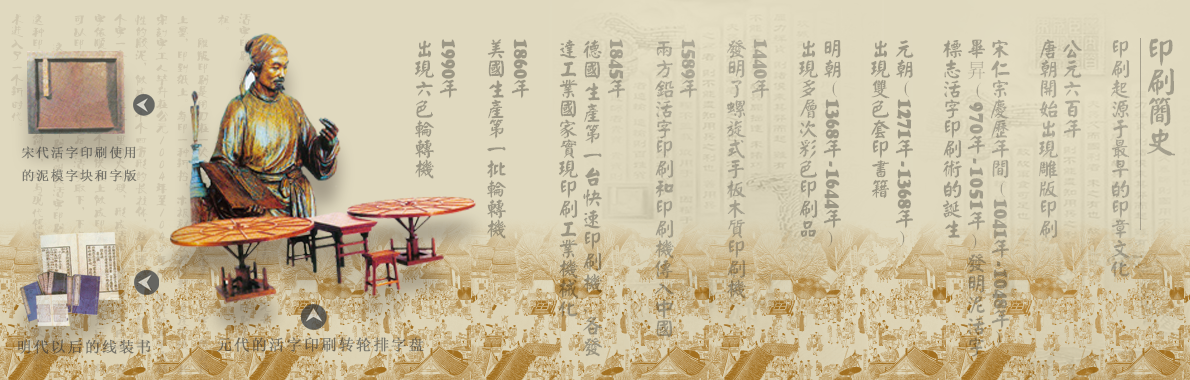 印刷簡史
印刷起源于最早的印章文化
公元六百年
唐朝開始出現雕版印刷
宋仁宗慶歷年間（1041年-1048年）
畢昇（970年-1051年）發明泥活字
標志活字印刷術的誕生
元朝（1271年-1368年）
出現雙色套印書籍
明朝（1368年-1644年）
出現多層次彩色印刷品
1440年
發明了螺旋式手板木質印刷機
1589年
兩方鉛活字印刷和印刷機傳入中國
1845年
德國生產第一台快速印刷機 各發
達工業國家實現印刷工業機械化
1860年
美國生產第一批輪轉機
1990年
出現六色輪轉機
宋代活字印刷使用
的泥模字块和字版
明代以后的线装书
元代的活字印刷转轮排字盘